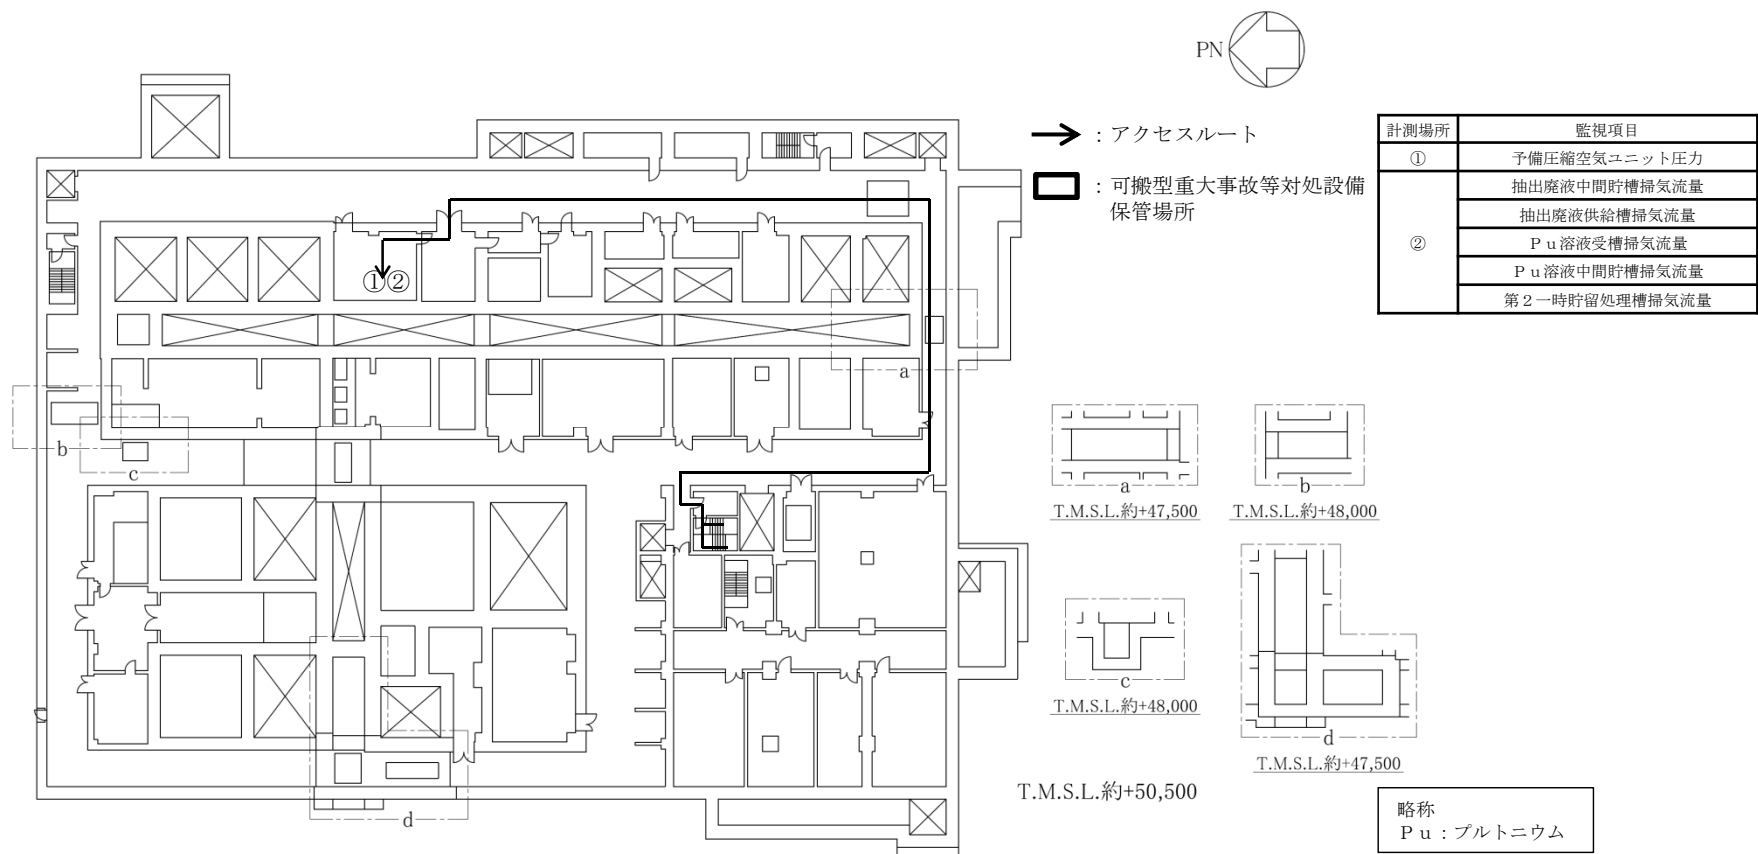 PN
：アクセスルート
：可搬型重大事故等対処設備
保管場所
計測場所 監視項目
① 予備圧縮空気ユニット圧力
② 抽出廃液中間貯槽掃気流量
抽出廃液供給槽掃気流量
Ｐｕ溶液受槽掃気流量
Ｐｕ溶液中間貯槽掃気流量
第２一時貯留処理槽掃気流量
①②
a
b
c
d
a
T.M.S.L.約+47,500
b
T.M.S.L.約+48,000
c
T.M.S.L.約+48,000
d
T.M.S.L.約+47,500
T.M.S.L.約+50,500
略称
Ｐｕ：プルトニウム